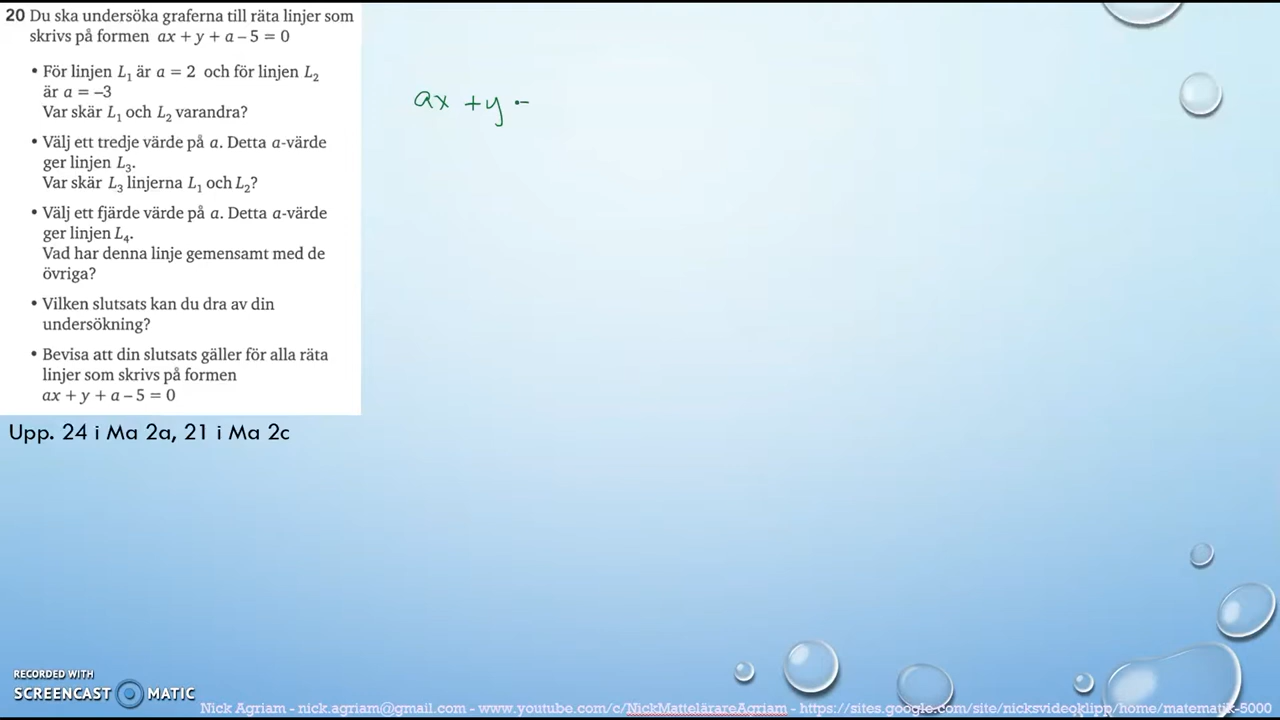 20 Du ska undersöka graferna till räta linjer som
skrivs på formen ax + y + a – 5 = 0
• För linjen L₁ är a = 2 och för linjen L₂
är a = –3
Var skär L₁ och L₂ varandra?
• Välj ett tredje värde på a. Detta a-värde
ger linjen L₃.
Var skär L₃ linjerna L₁ och L₂?
• Välj ett fjärde värde på a. Detta a-värde
ger linjen L₄.
Vad har denna linje gemensamt med de
övriga?
• Vilken slutsats kan du dra av din
undersökning?
• Bevisa att din slutsats gäller för alla räta
linjer som skrivs på formen
ax + y + a – 5 = 0
Upp. 24 i Ma 2a, 21 i Ma 2c
ax + y -
RECORDED WITH
SCREENCAST MATIC
Nick Agriam - nick.agriam@gmail.com - www.youtube.com/c/NickMattelärareAgriam - https://sites.google.com/site/nicksvideoklipp/home/matematik-5000